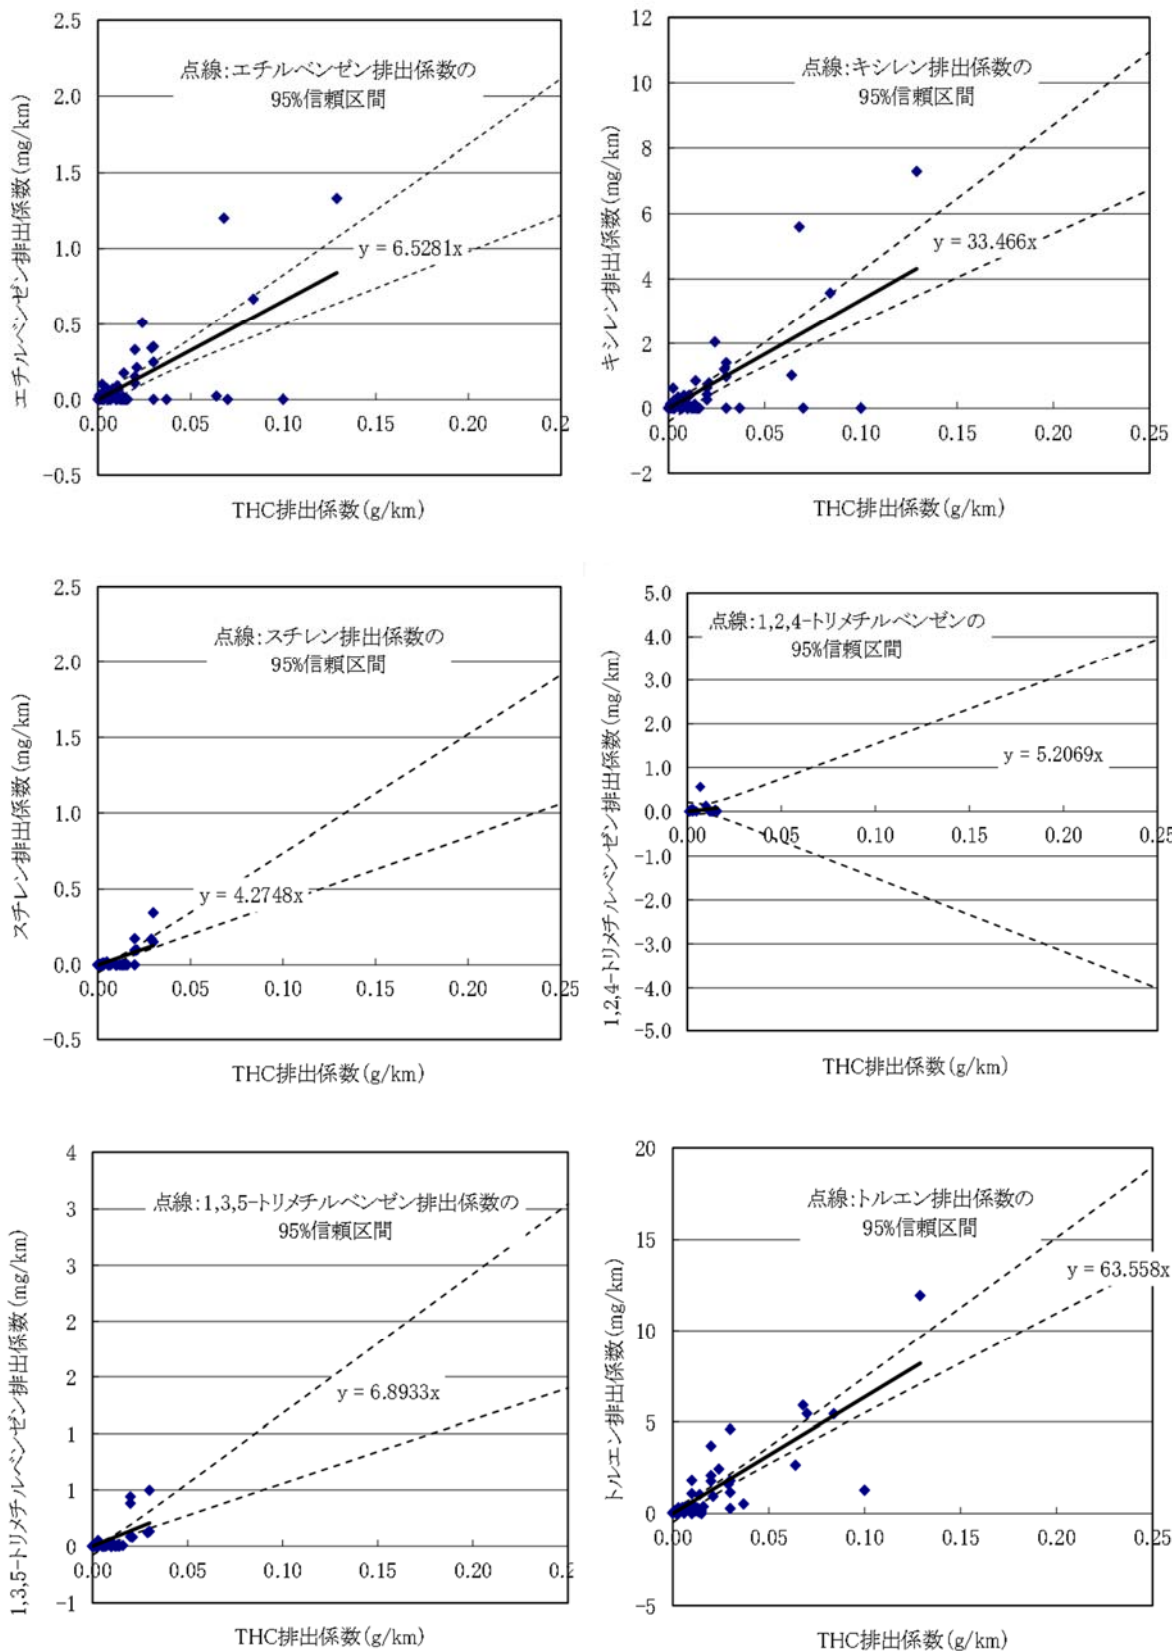 2.5
2.0
1.5
1.0
0.5
0.0
-0.5
点線:エチルベンゼン排出係数の
95%信頼区間
y = 6.5281x
0.00
0.05
0.10
0.15
0.20
0.2
エチルベンゼン排出係数(mg/km)
THC排出係数(g/km)
12
10
8
6
4
2
0
-2
点線:キシレン排出係数の
95%信頼区間
y = 33.466x
0.00
0.05
0.10
0.15
0.20
0.25
キシレン排出係数(mg/km)
THC排出係数(g/km)
2.5
2.0
1.5
1.0
0.5
0.0
-0.5
点線:スチレン排出係数の
95%信頼区間
y = 4.2748x
0.00
0.05
0.10
0.15
0.20
0.25
スチレン排出係数(mg/km)
THC排出係数(g/km)
5.0
4.0
3.0
2.0
1.0
0.0
-1.0
-2.0
-3.0
-4.0
-5.0
点線:1,2,4-トリメチルベンゼンの
95%信頼区間
y = 5.2069x
0.00
0.05
0.10
0.15
0.20
0.25
1,2,4-トリメチルベンゼン排出係数(mg/km)
THC排出係数(g/km)
4
3
3
2
2
1
1
0
-1
点線:1,3,5-トリメチルベンゼン排出係数の
95%信頼区間
y = 6.8933x
0.00
0.05
0.10
0.15
0.20
1,3,5-トリメチルベンゼン排出係数(mg/km)
THC排出係数(g/km)
20
15
10
5
0
-5
点線:トルエン排出係数の
95%信頼区間
y = 63.558x
0.00
0.05
0.10
0.15
0.20
0.25
トルエン排出係数(mg/km)
THC排出係数(g/km)